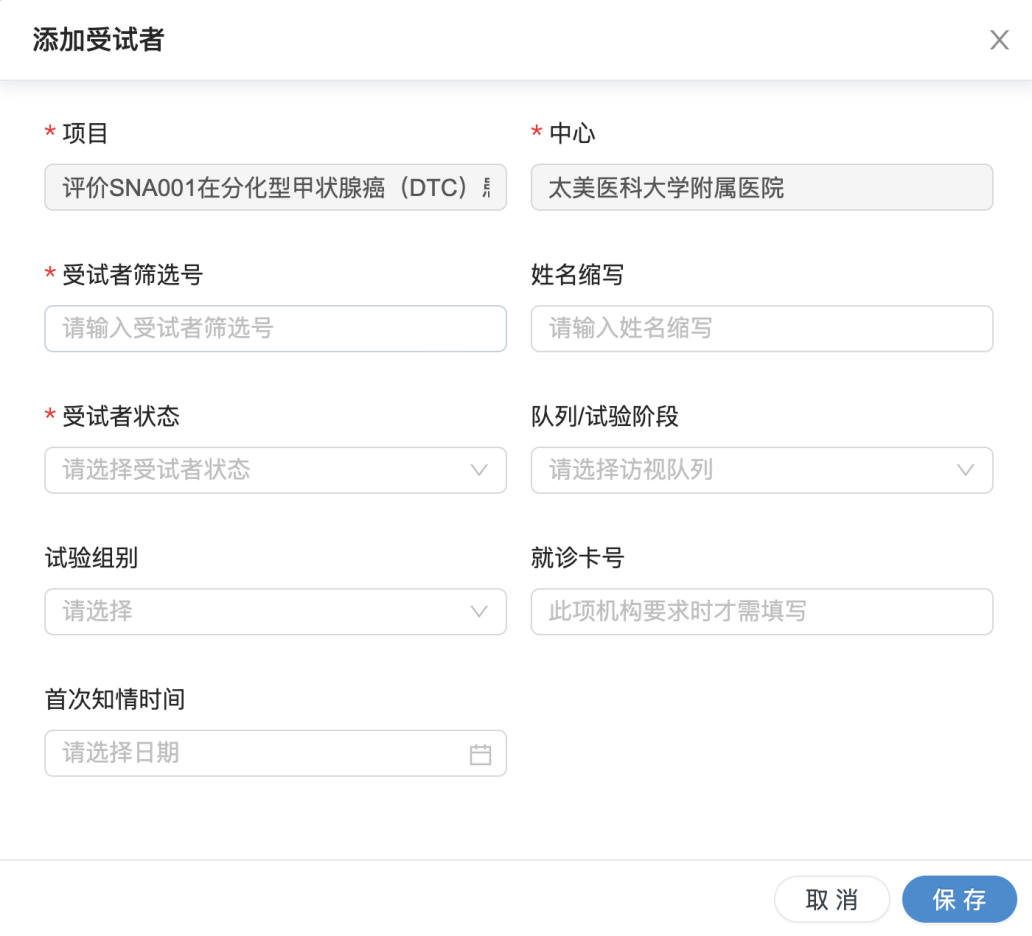 添加受试者
* 项目
* 中心
评价SNA001在分化型甲状腺癌（DTC）
太美医科大学附属医院
* 受试者筛选号
姓名缩写
请输入受试者筛选号
请输入姓名缩写
* 受试者状态
队列/试验阶段
请选择受试者状态
请选择访视队列
试验组别
就诊卡号
请选择
此项机构要求时才需填写
首次知情时间
请选择日期
取 消
保 存